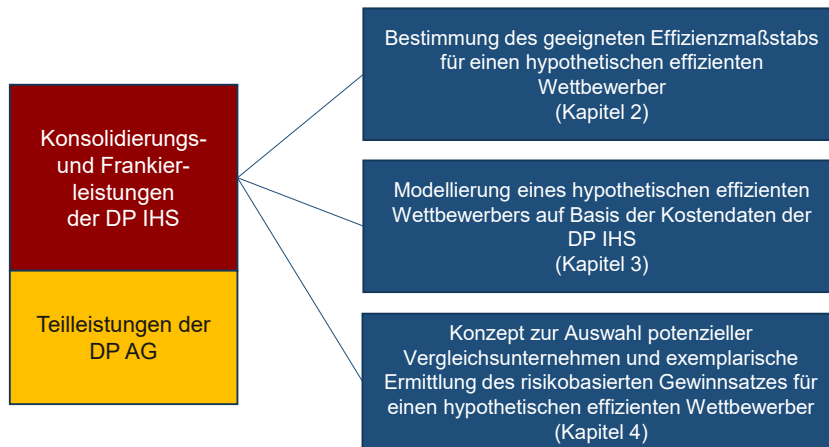 Konsolidierungs-
und Frankier-
leistungen
der DP IHS
Teilleistungen der
DP AG
Bestimmung des geeigneten Effizienzmaßstabs
für einen hypothetischen effizienten
Wettbewerber
(Kapitel 2)
Modellierung eines hypothetischen effizienten
Wettbewerbers auf Basis der Kostendaten der
DP IHS
(Kapitel 3)
Konzept zur Auswahl potenzieller
Vergleichsunternehmen und exemplarische
Ermittlung des risikobasierten Gewinnsatzes für
einen hypothetischen effizienten Wettbewerber
(Kapitel 4)